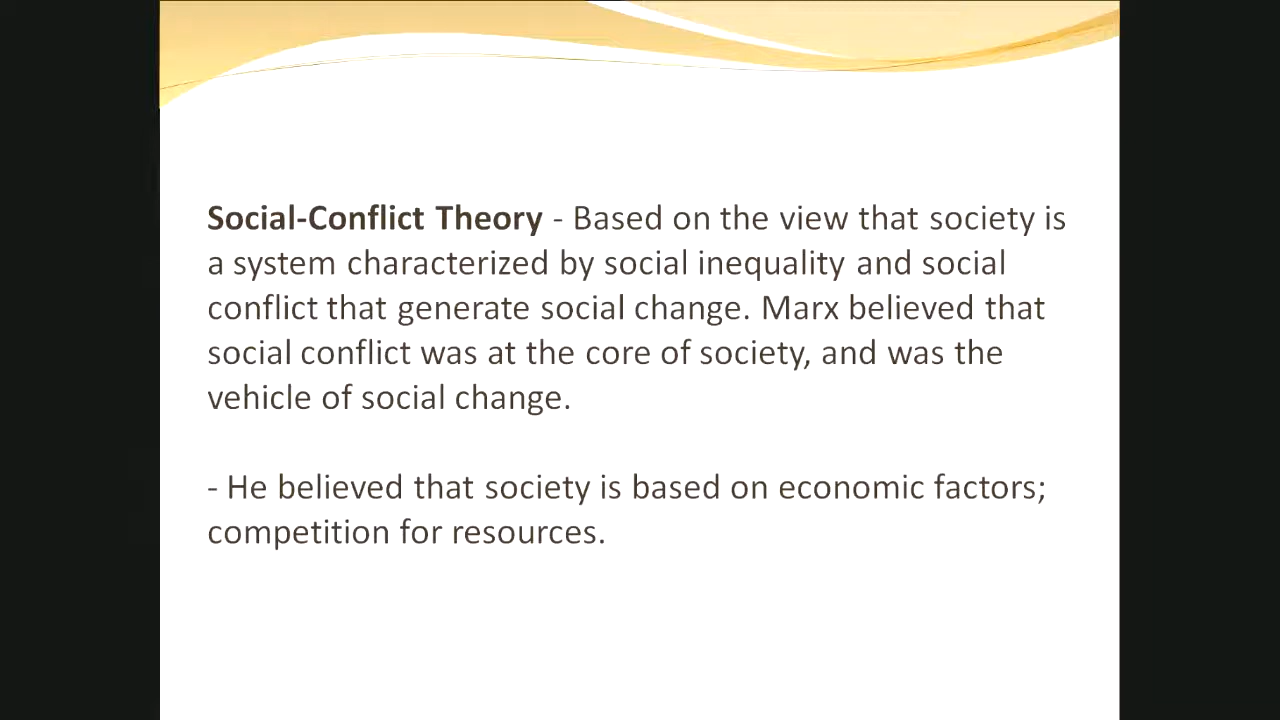 Social-Conflict Theory - Based on the view that society is
a system characterized by social inequality and social
conflict that generate social change. Marx believed that
social conflict was at the core of society, and was the
vehicle of social change.
- He believed that society is based on economic factors;
competition for resources.